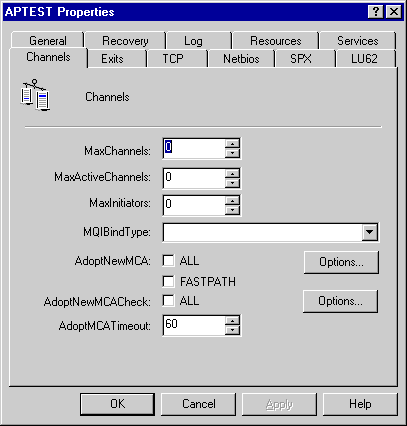 APTEST Properties
General Recovery Log Resources Services
Channels Exits TCP Netbios SPX LU62
Channels
MaxChannels: 0
MaxActiveChannels: 0
MaxInitiators: 0
MQIBindType:
AdoptNewMCA: ALL Options...
FASTPATH
AdoptNewMCACheck: ALL Options...
AdoptMCATimeout: 60
OK Cancel Apply Help